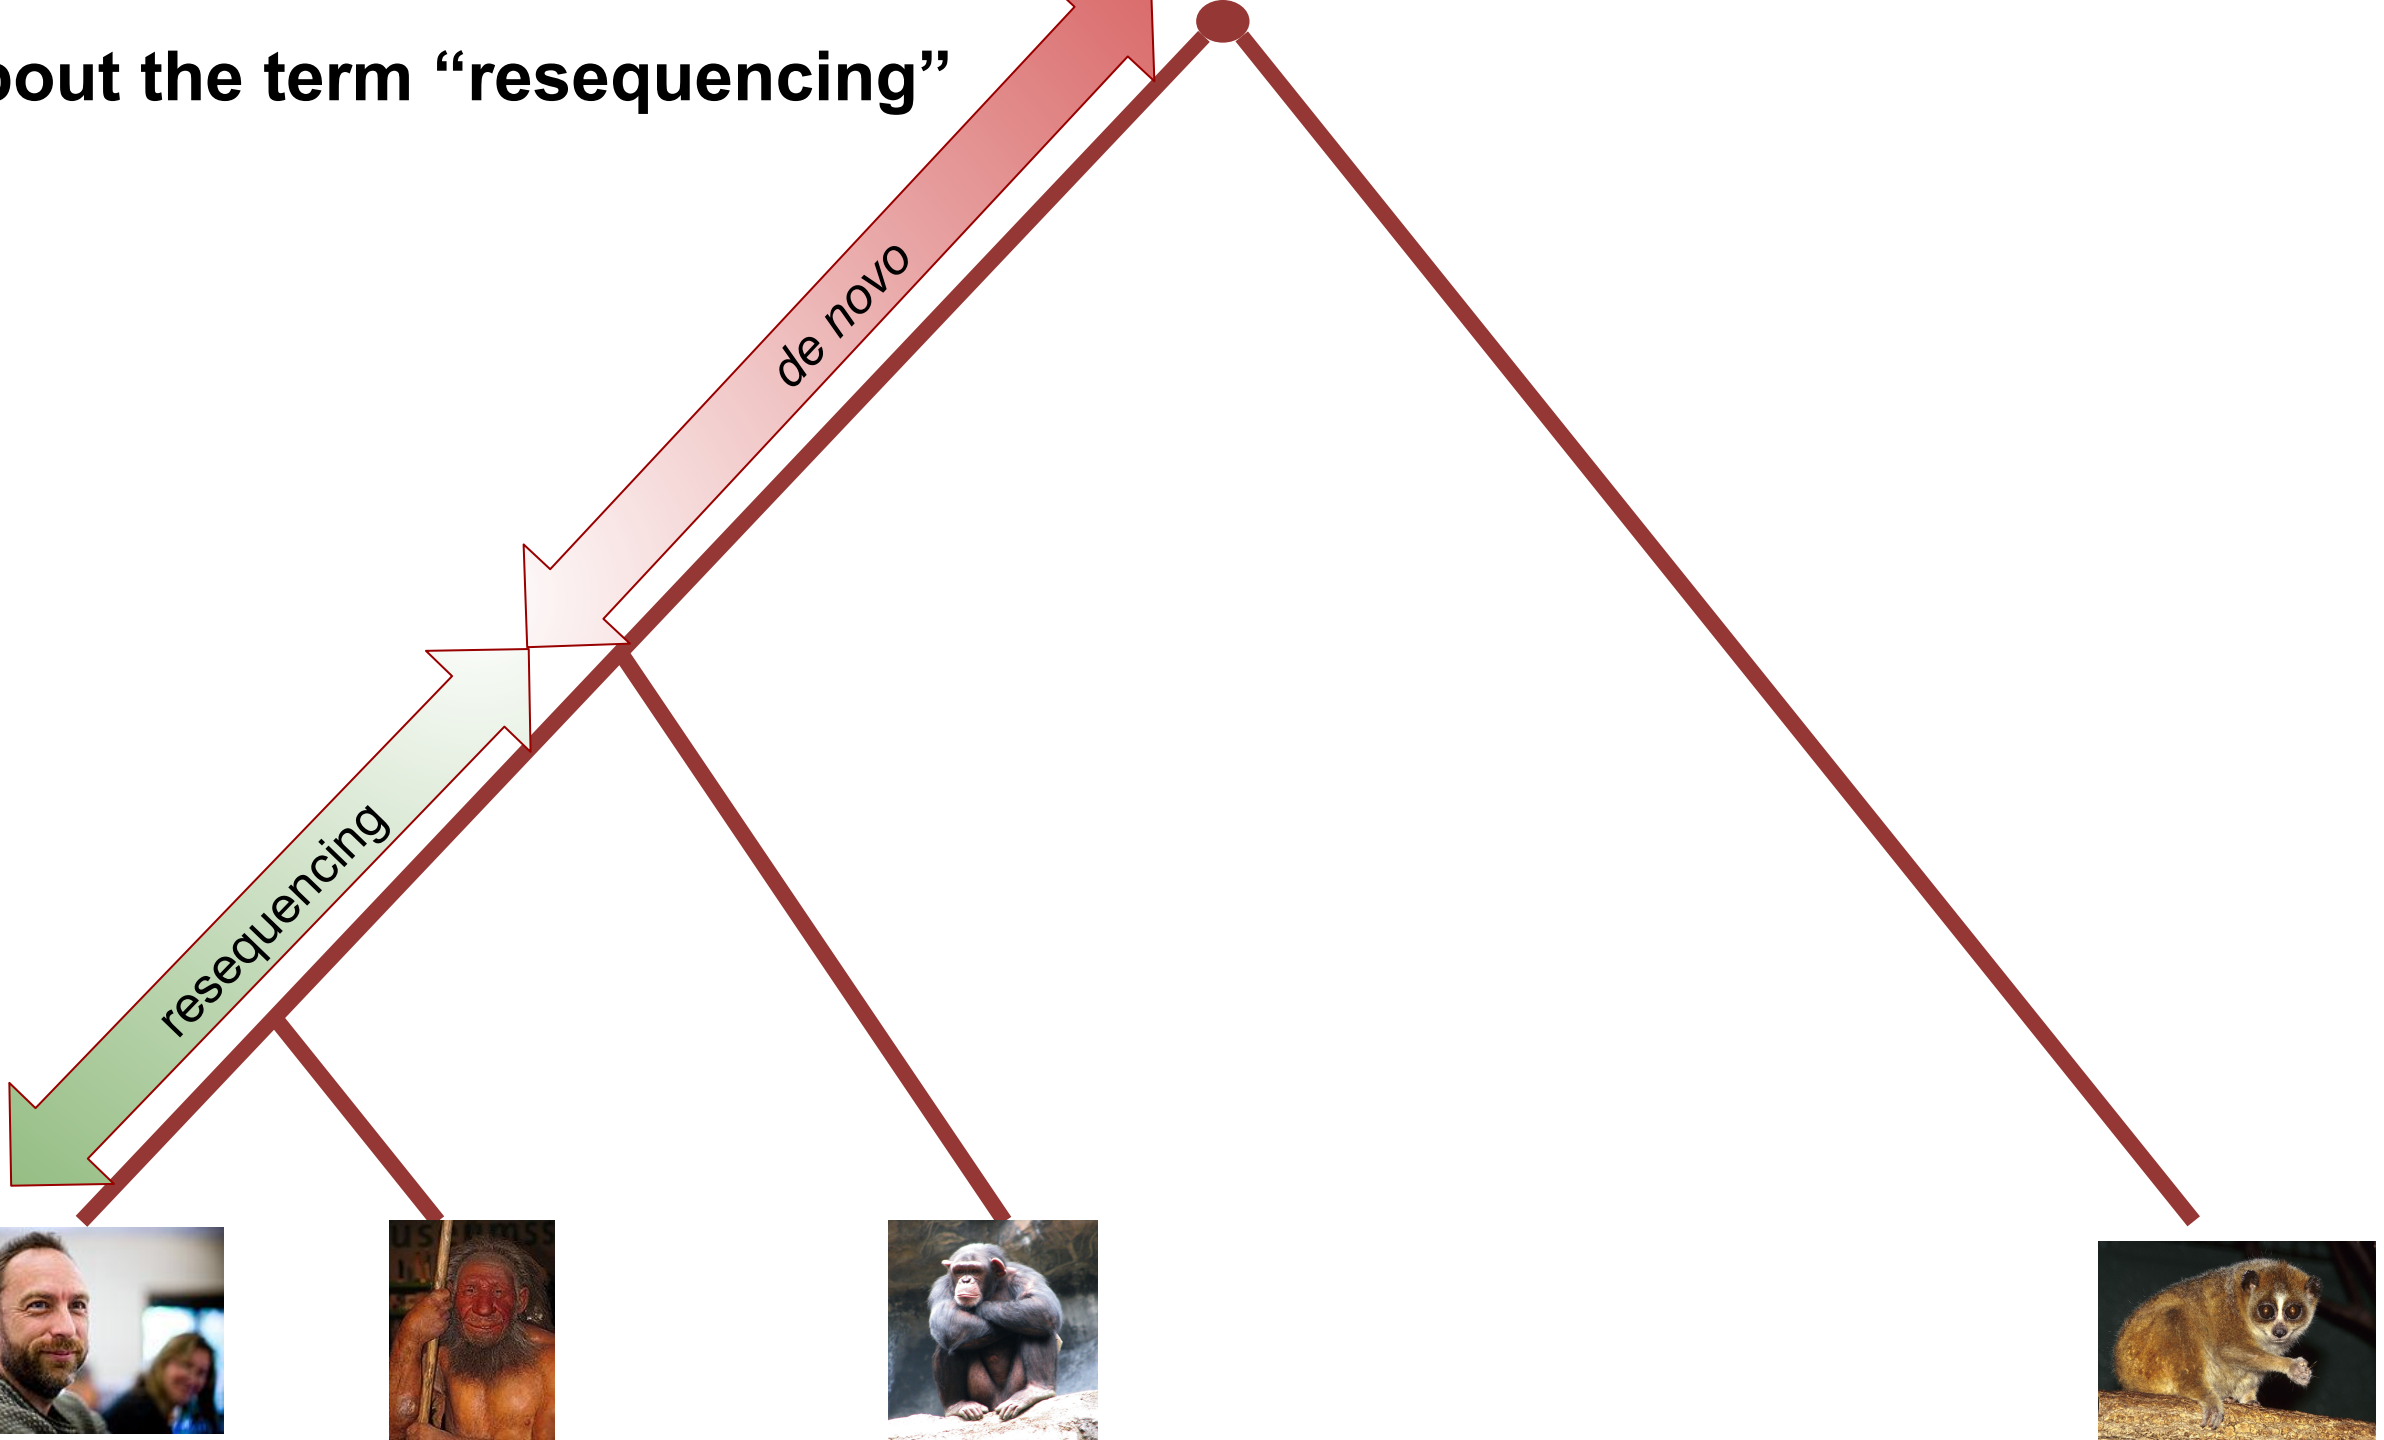 out the term “resequencing”
de novo
resequencing